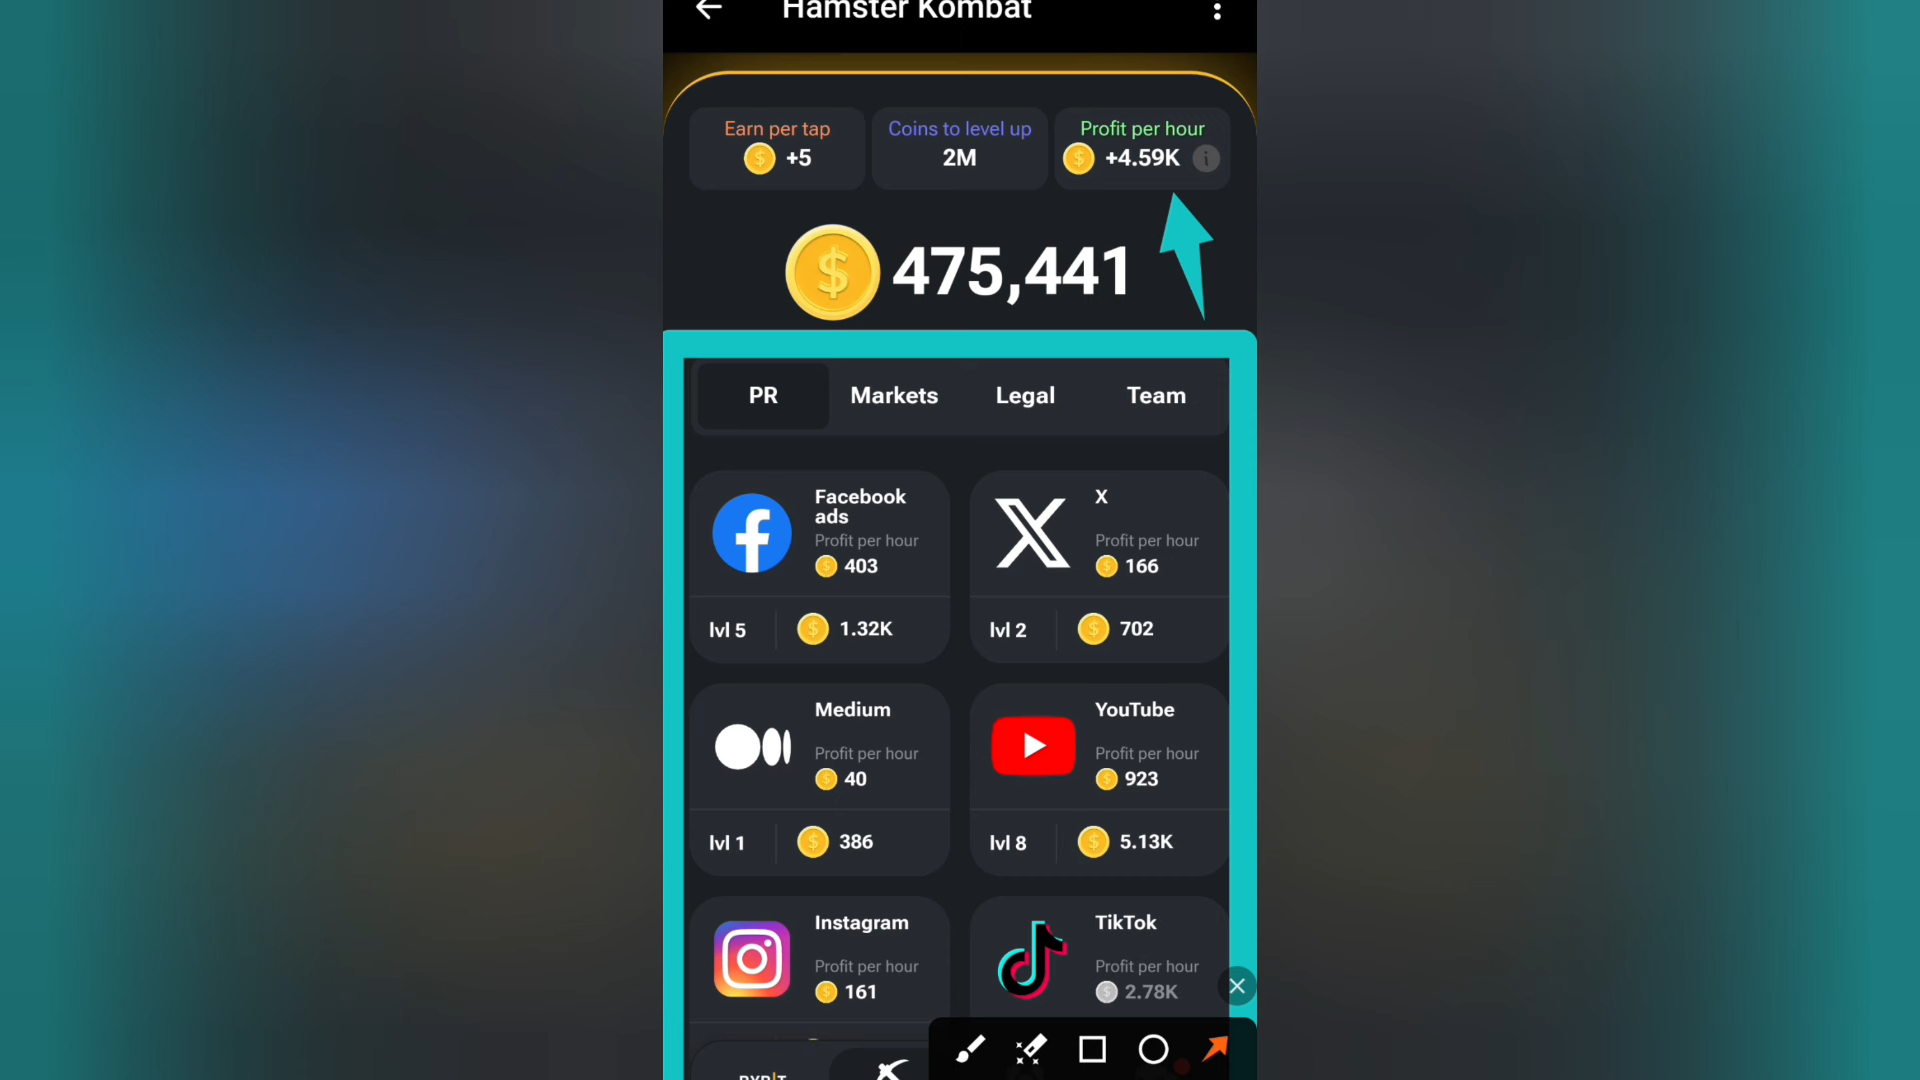 Hamster Kombat
Earn per tap
+5
Coins to level up
2M
Profit per hour
+4.59K
475,441
PR
Markets
Legal
Team
Facebook
ads
Profit per hour
403
lvl 5
1.32K
X
Profit per hour
166
lvl 2
702
Medium
Profit per hour
40
lvl 1
386
YouTube
Profit per hour
923
lvl 8
5.13K
Instagram
Profit per hour
161
TikTok
Profit per hour
2.78K